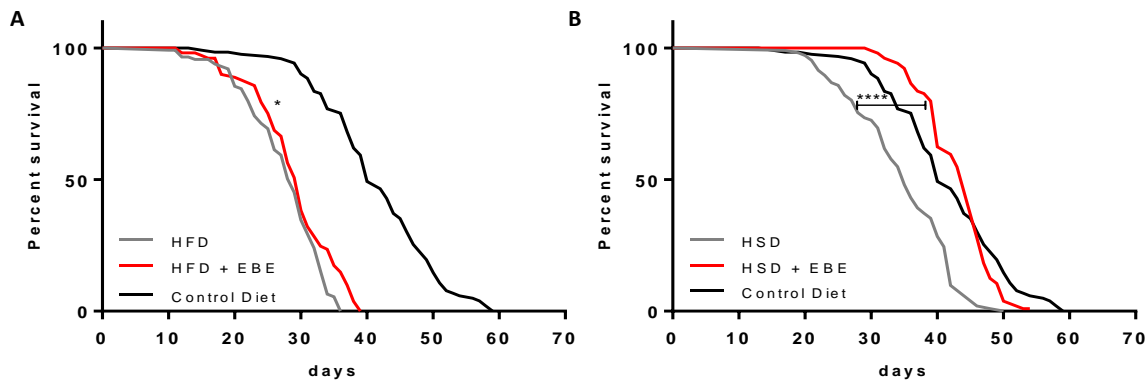 A
Percent survival
100
50
0
*
HFD
HFD + EBE
Control Diet
0 10 20 30 40 50 60 70
days
B
Percent survival
100
50
0
****
HSD
HSD + EBE
Control Diet
0 10 20 30 40 50 60 70
days